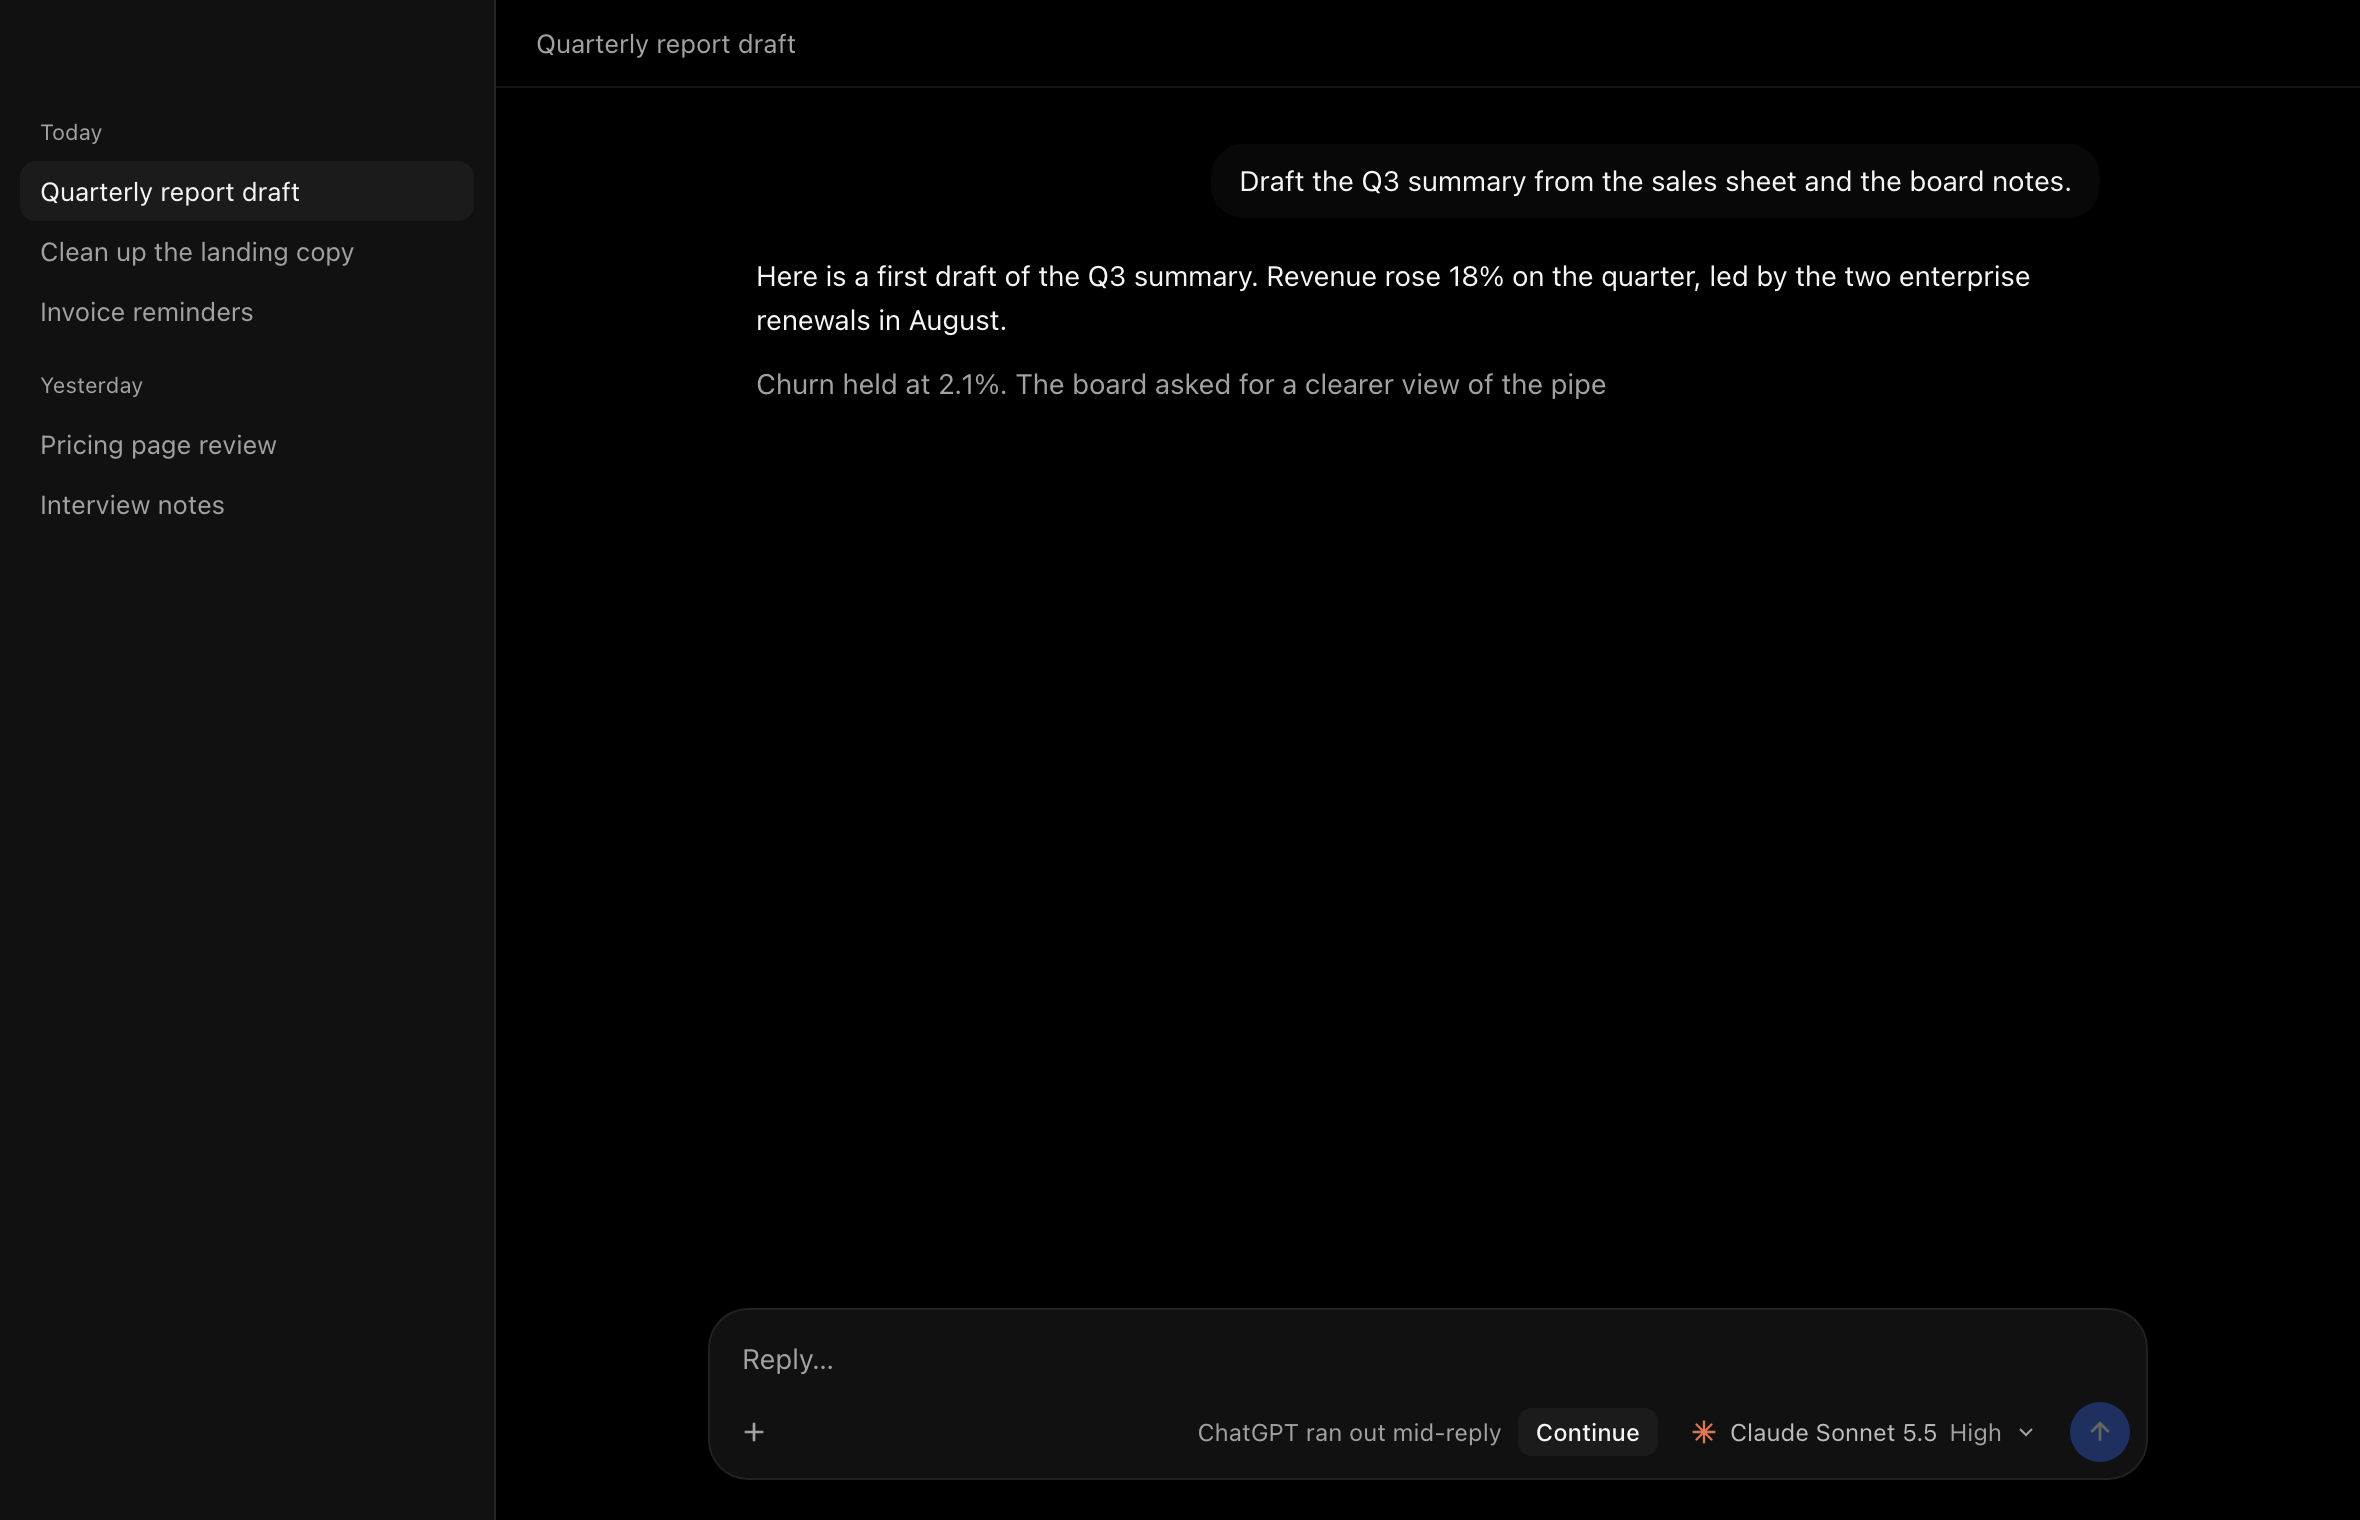 Today
Quarterly report draft
Clean up the landing copy
Invoice reminders
Yesterday
Pricing page review
Interview notes
Quarterly report draft
Draft the Q3 summary from the sales sheet and the board notes.
Here is a first draft of the Q3 summary. Revenue rose 18% on the quarter, led by the two enterprise
renewals in August.
Churn held at 2.1%. The board asked for a clearer view of the pipe
Reply...
ChatGPT ran out mid-reply Continue Claude Sonnet 5.5 High